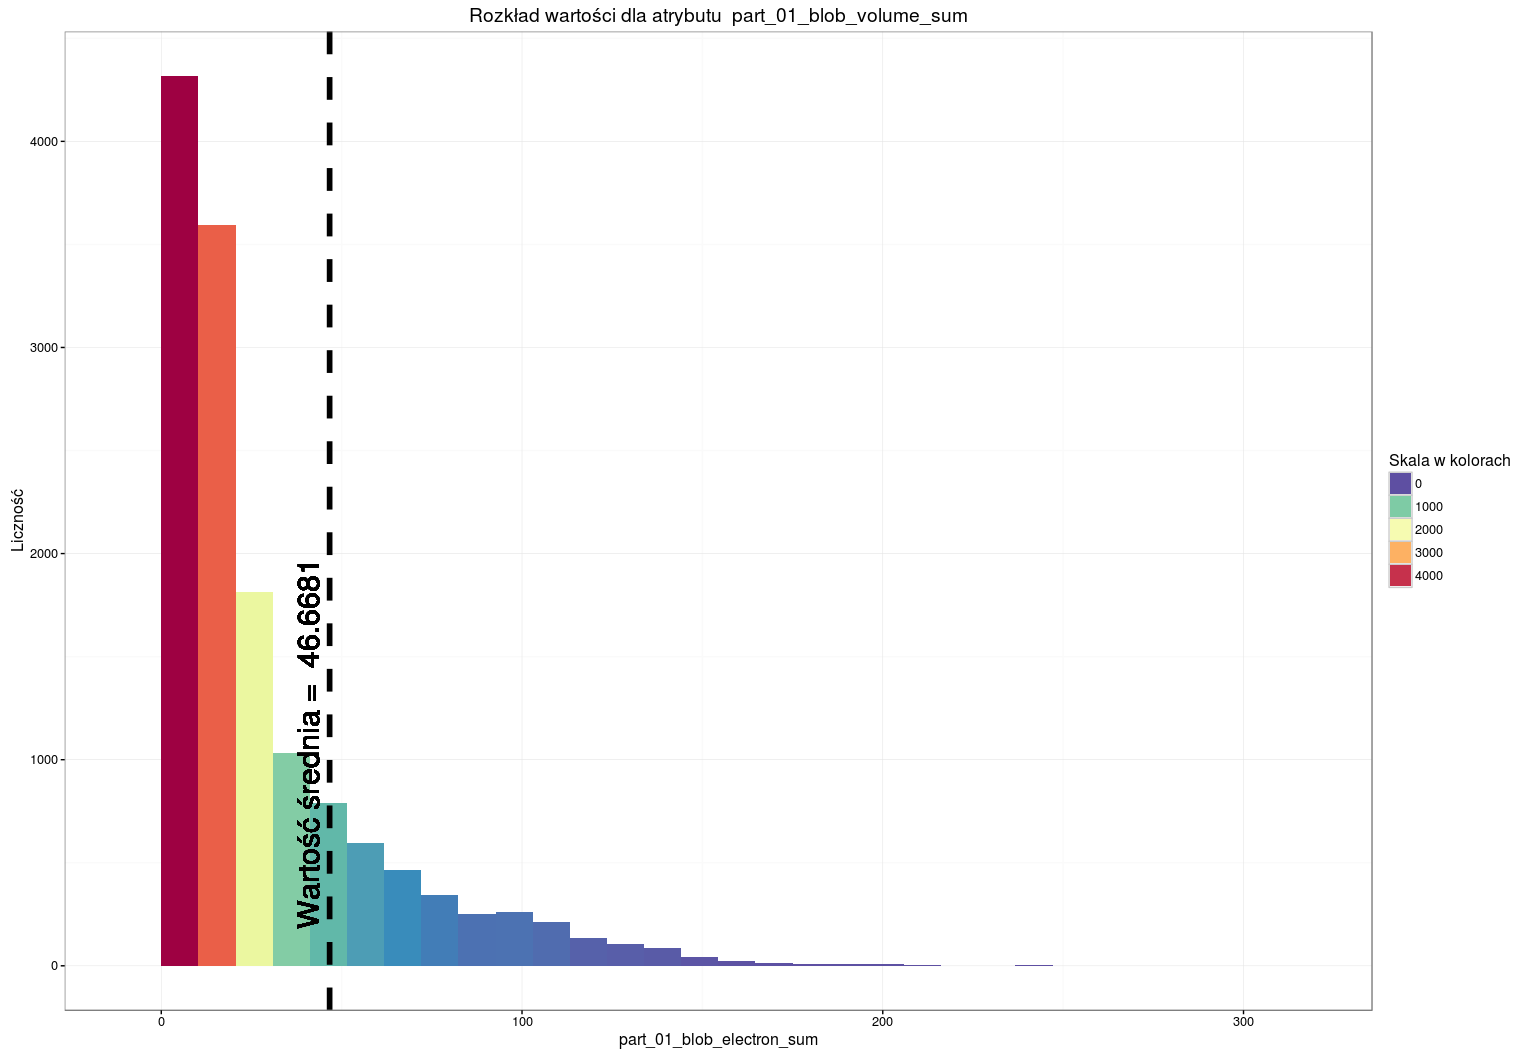 Rozkład wartości dla atrybutu part_01_blob_volume_sum
Liczność
4000
3000
2000
1000
0
Wartość średnia = 46.6681
0
100
200
300
part_01_blob_electron_sum
Skala w kolorach
0
1000
2000
3000
4000